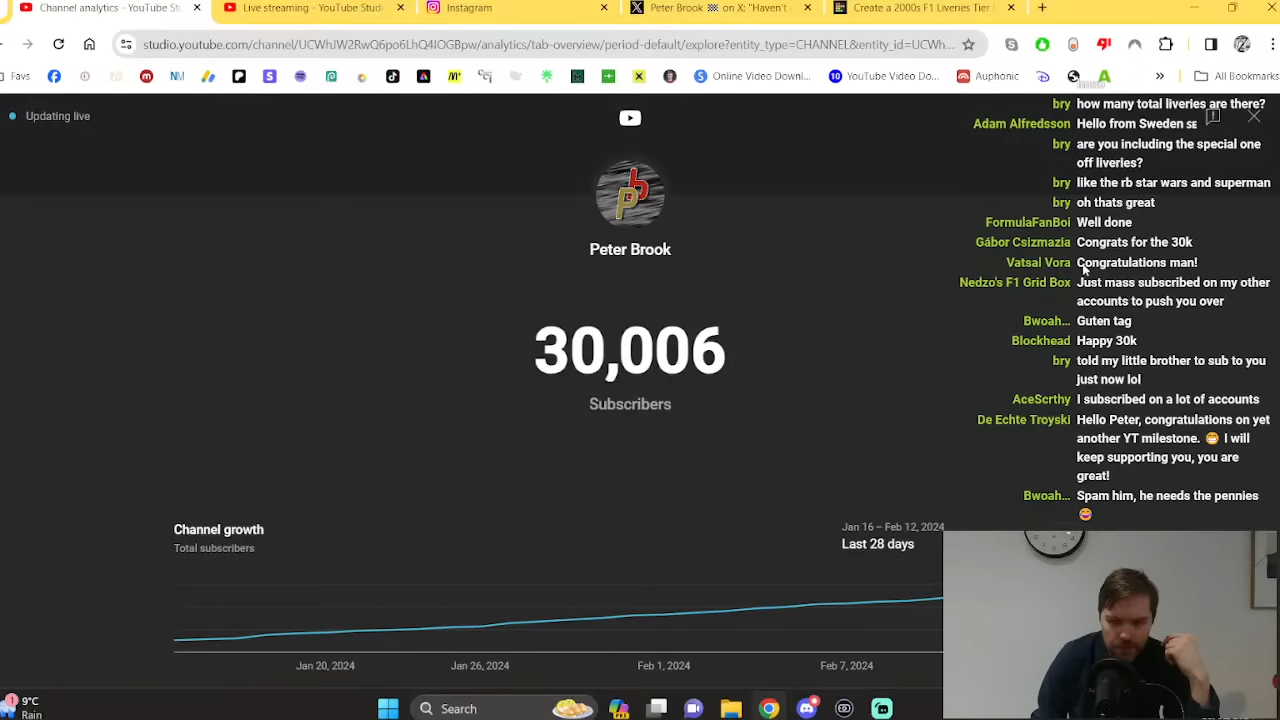 Channel analytics - YouTube St
Live streaming - YouTube Studi
Instagram
Peter Brook on X: "Haven't
Create a 2000s F1 Liveries Tier
studio.youtube.com/channel/UCWhJW2RwQ6pa6LhQ4IOGBpw/analytics/tab-overview/period-default/explore?entity_type=CHANNEL&entity_id=UCWh...
Favs
Online Video Downl...
YouTube Video Do...
Auphonic
All Bookmarks
Updating live
Peter Brook
30,006
Subscribers
Channel growth
Total subscribers
Jan 16 – Feb 12, 2024
Last 28 days
Jan 20, 2024
Jan 26, 2024
Feb 1, 2024
Feb 7, 2024
bry how many total liveries are there?
Adam Alfredsson Hello from Sweden SE
bry are you including the special one
off liveries?
bry like the rb star wars and superman
bry oh thats great
FormulaFanBoi Well done
Gábor Csizmazia Congrats for the 30k
Vatsal Vora Congratulations man!
Nedzo's F1 Grid Box Just mass subscribed on my other
accounts to push you over
Bwoah... Guten tag
Blockhead Happy 30k
bry told my little brother to sub to you
just now lol
AceScrthy I subscribed on a lot of accounts
De Echte Troyski Hello Peter, congratulations on yet
another YT milestone. 😁 I will
keep supporting you, you are
great!
Bwoah... Spam him, he needs the pennies
😂
9°C
Rain
Search